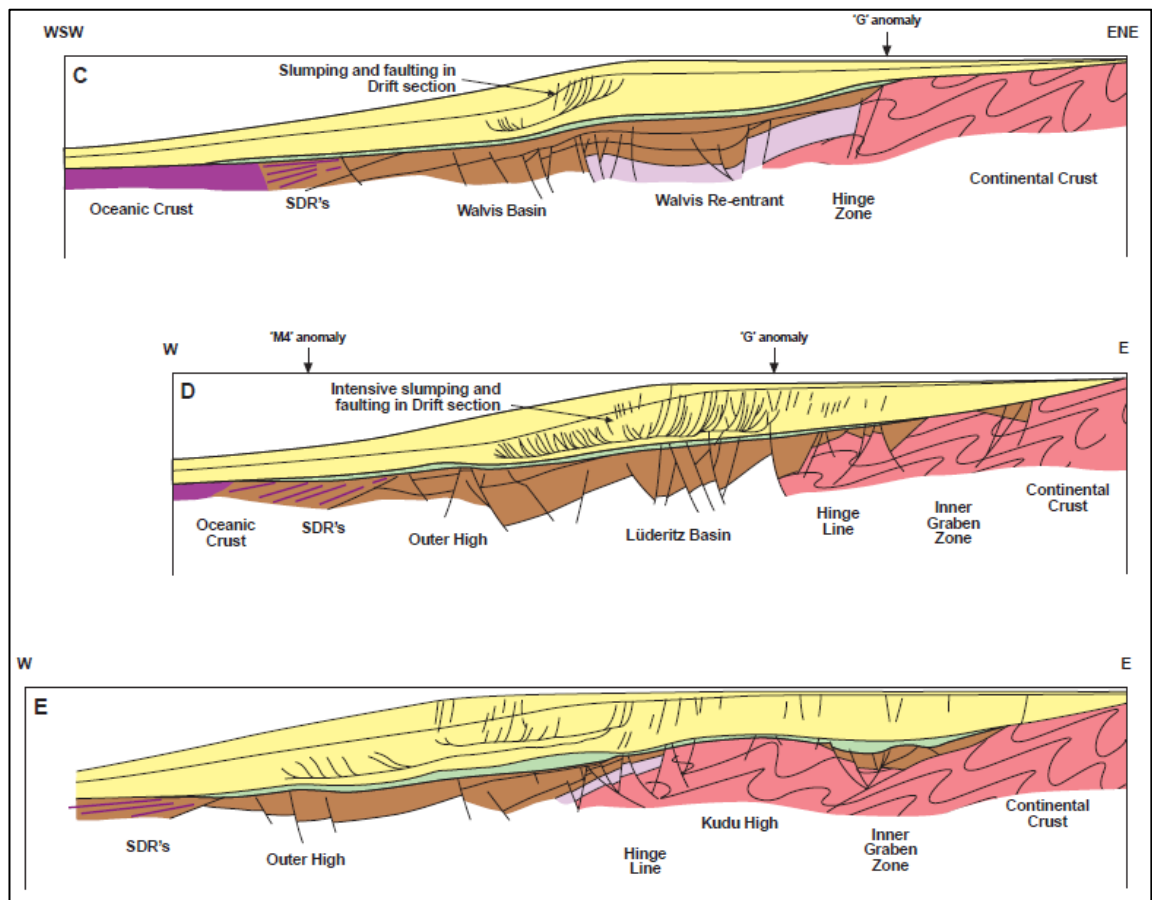 "G" anomaly
WSW
ENE
C
Slumping and faulting in
Drift section
Oceanic Crust
SDR's
Walvis Basin
Walvis Re-entrant
Hinge
Zone
Continental Crust
"M4" anomaly
"G" anomaly
W
E
D
Intensive slumping and
faulting in Drift section
Oceanic
Crust
SDR's
Outer High
Lüderitz Basin
Hinge
Line
Inner
Graben
Zone
Continental
Crust
W
E
E
SDR's
Outer High
Hinge
Line
Kudu High
Inner
Graben
Zone
Continental
Crust